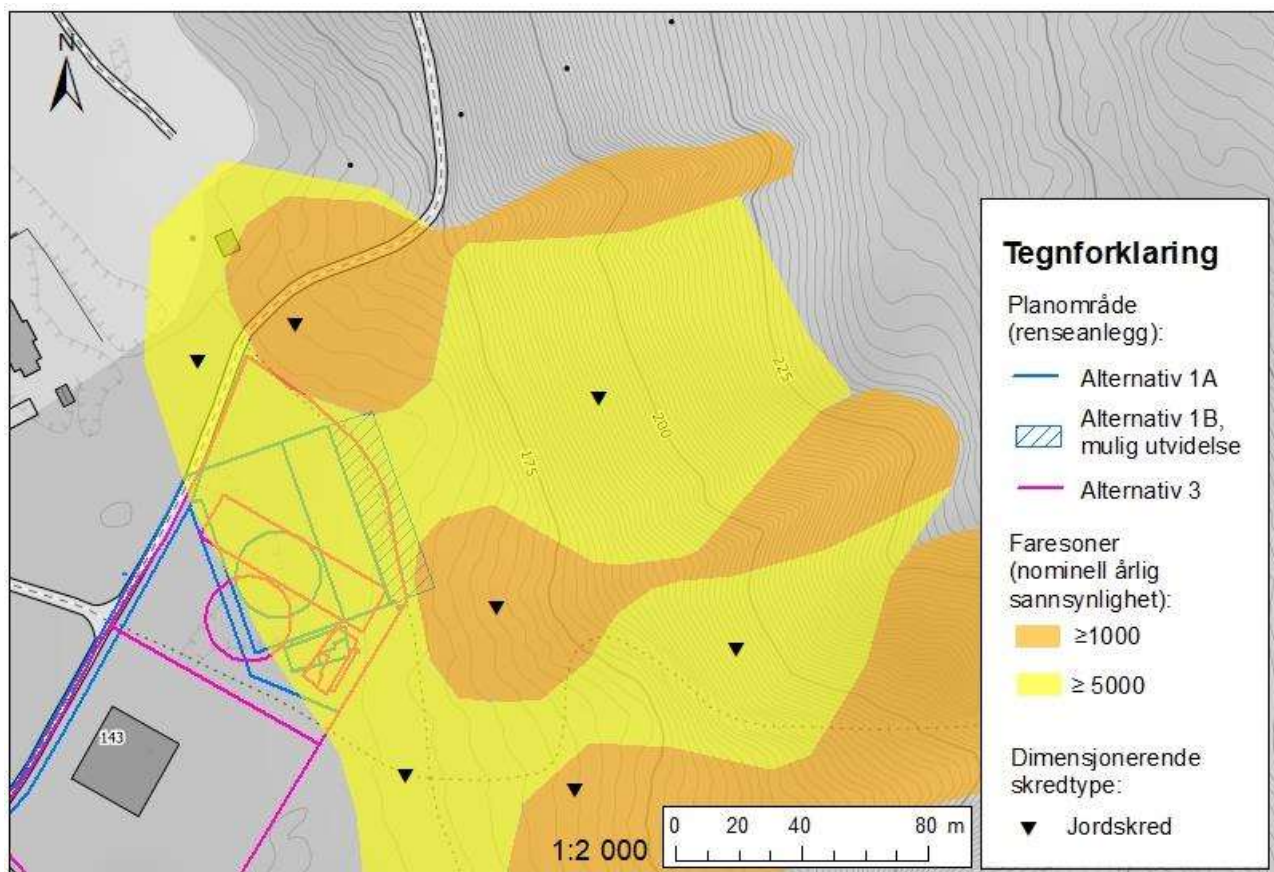 N
225
200
175
143
1:2 000
0 20 40 80 m
Tegnforklaring
Planområde
(renseanlegg):
Alternativ 1A
Alternativ 1B,
mulig utvidelse
Alternativ 3
Faresoner
(nominell årlig
sannsynlighet):
≥1000
≥ 5000
Dimensjonerende
skredtype:
Jordskred